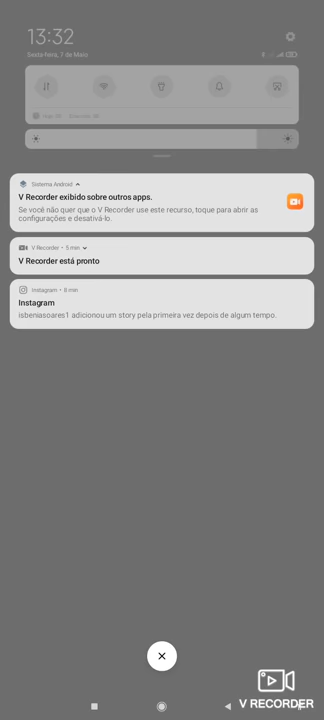 13:32
Sexta-feira, 7 de Maio
Sistema Android
V Recorder exibido sobre outros apps.
Se você não quer que o V Recorder use este recurso, toque para abrir as
configurações e desativá-lo.
V Recorder • 5 min
V Recorder está pronto
Instagram • 8 min
Instagram
isbeniasoares1 adicionou um story pela primeira vez depois de algum tempo.
V RECORDER